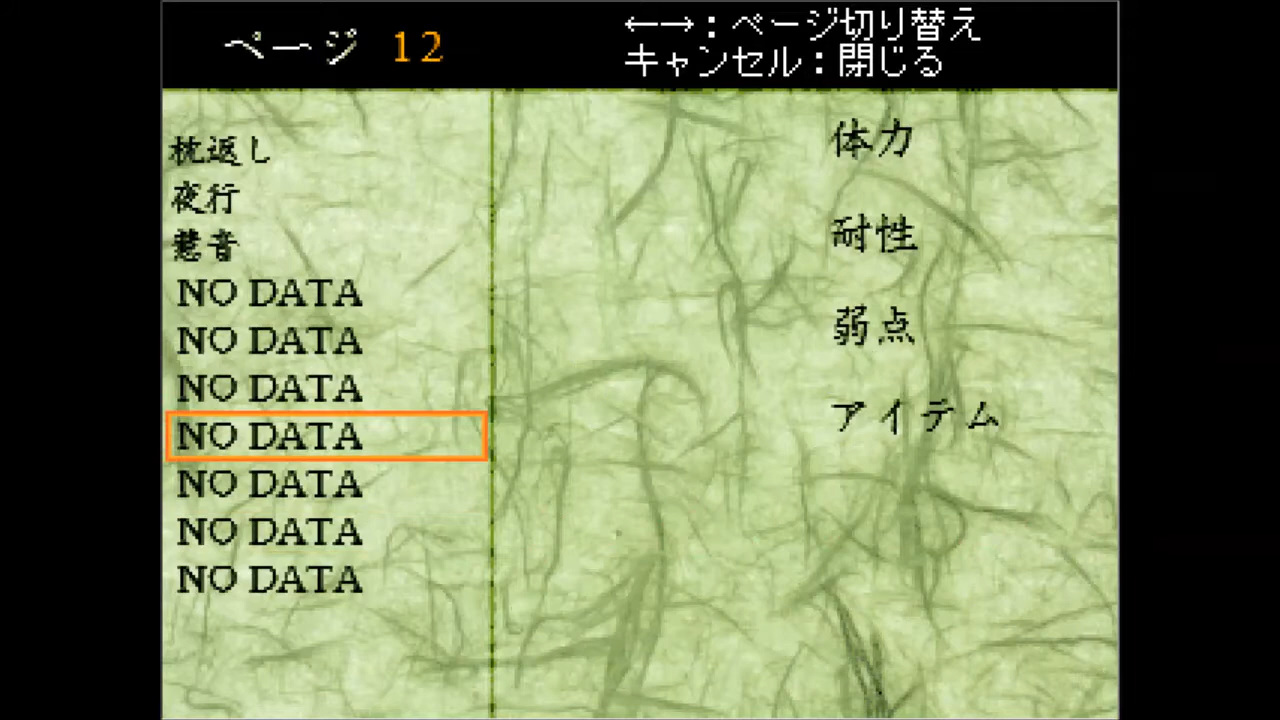 ページ 12
←→：ページ切り替え
キャンセル：閉じる
枕返し
夜行
慧音
NO DATA
NO DATA
NO DATA
NO DATA
NO DATA
NO DATA
NO DATA
体力
耐性
弱点
アイテム